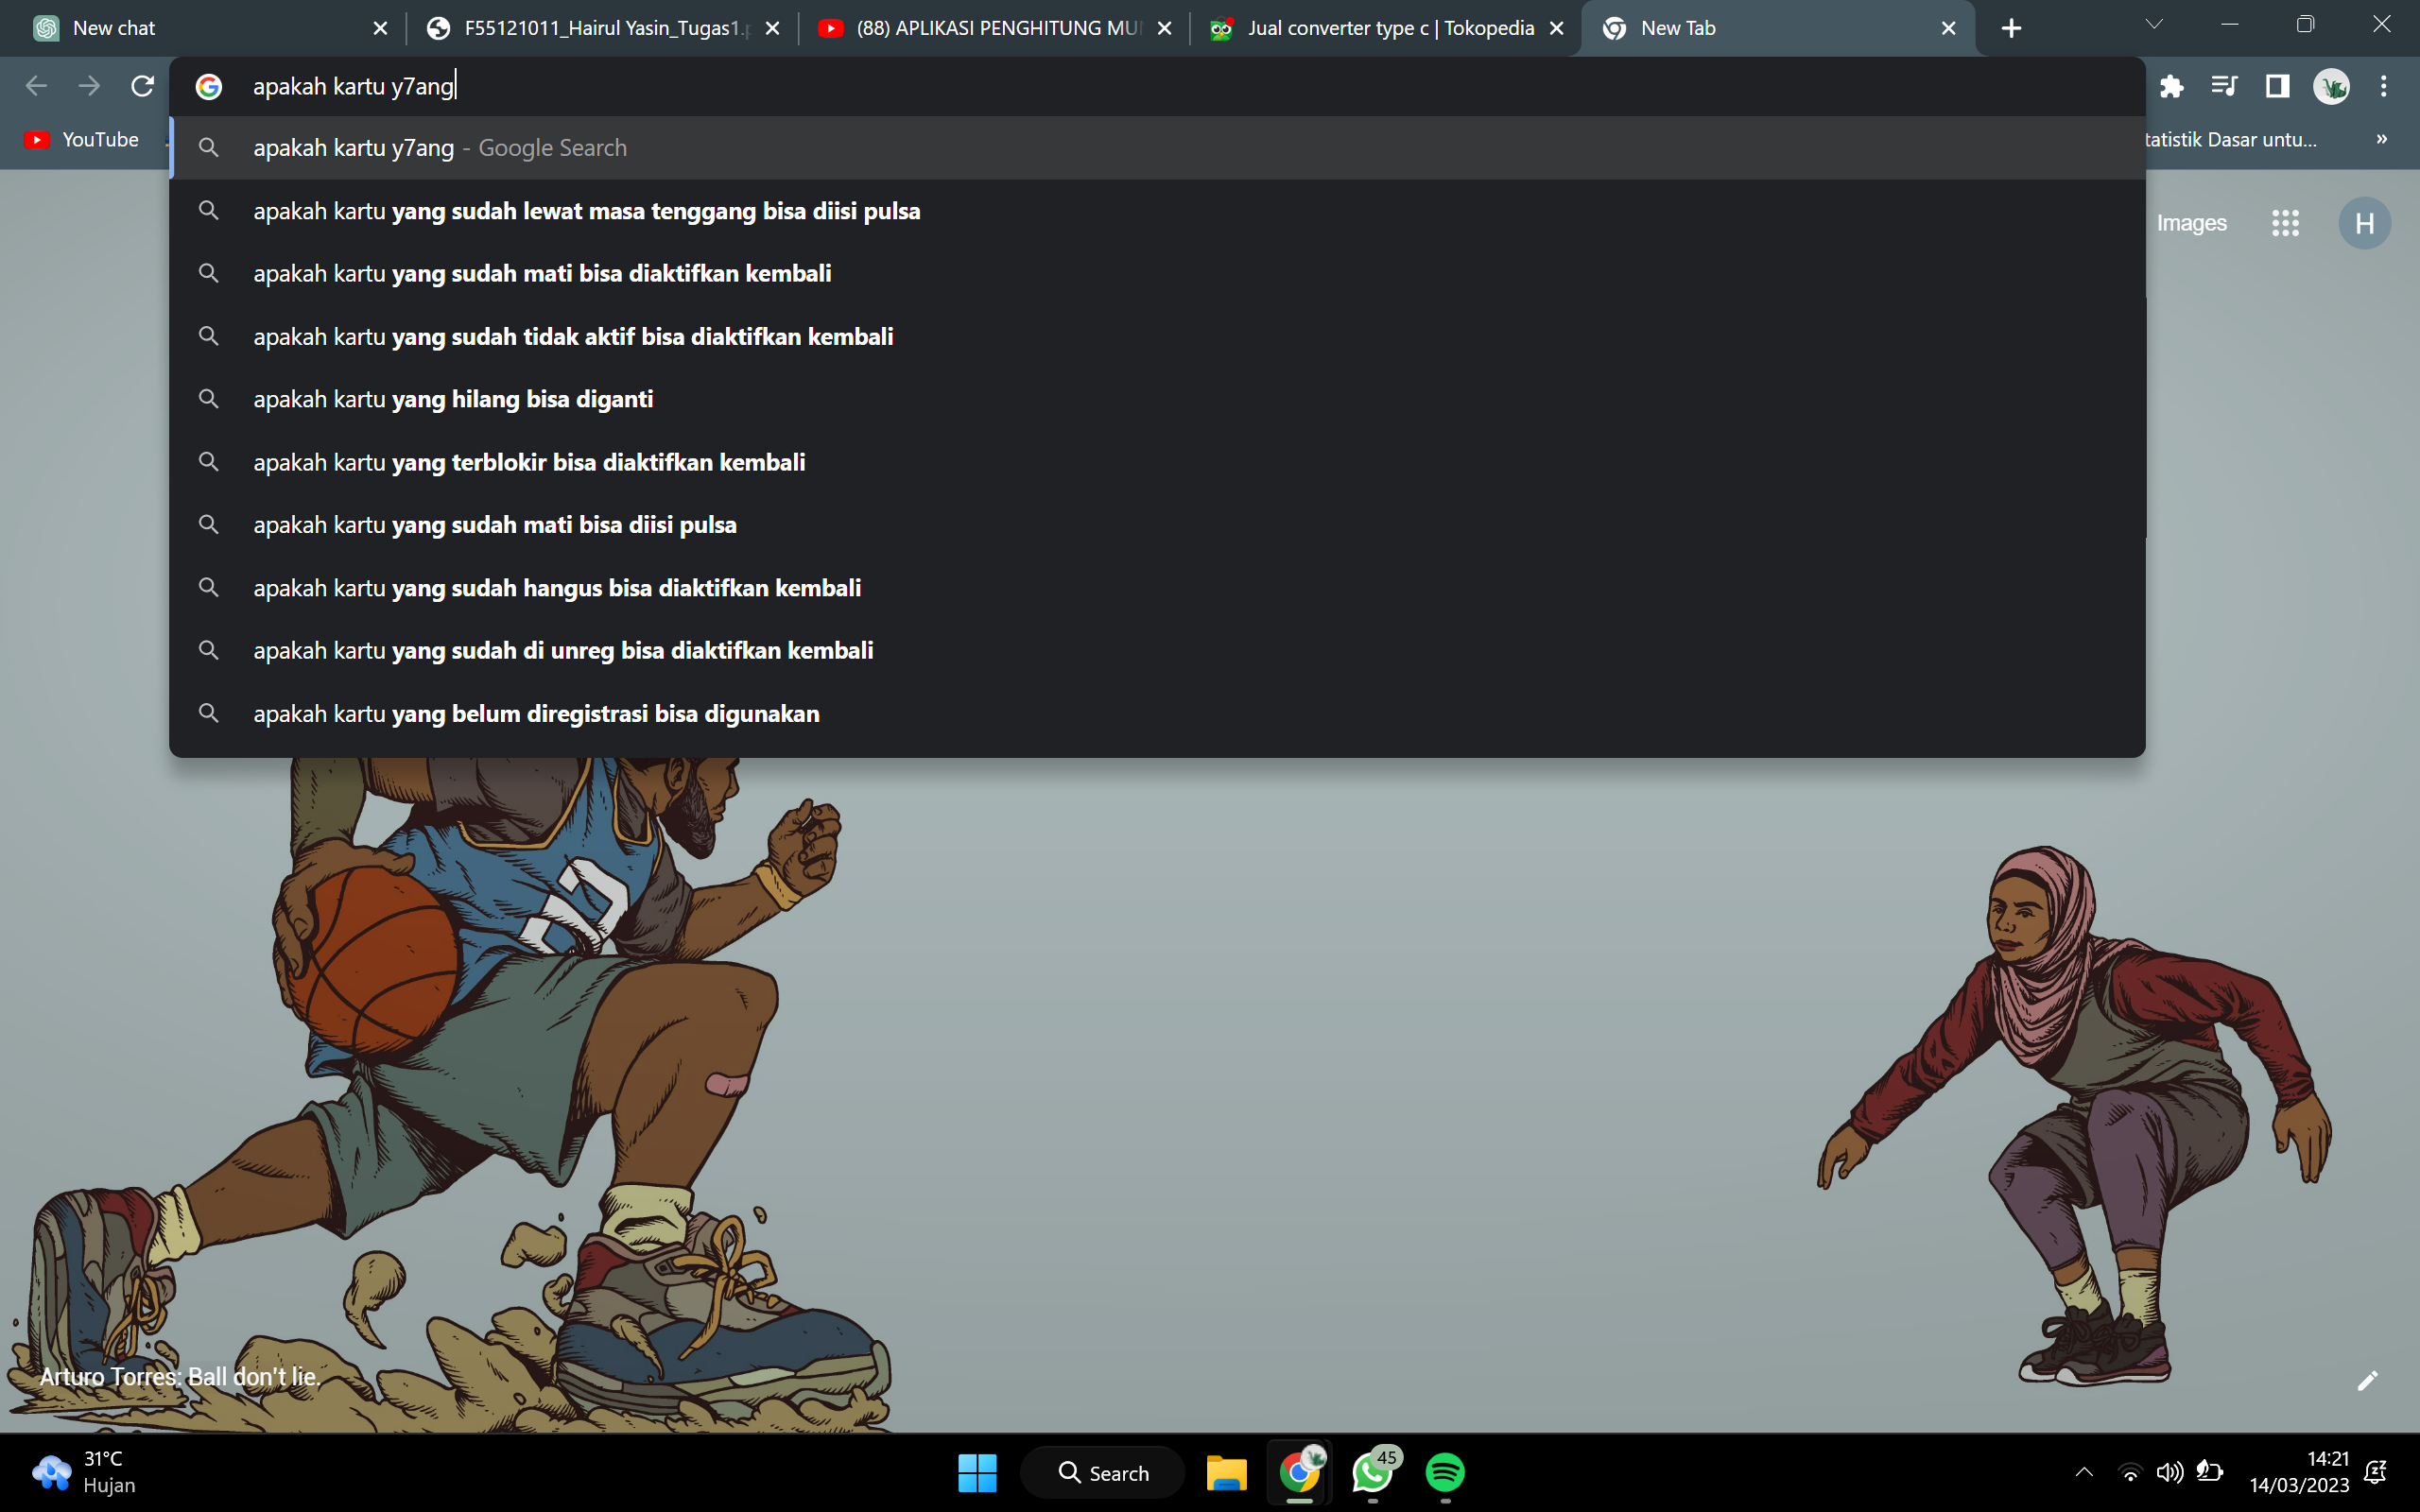 New chat
F55121011_Hairul Yasin_Tugas1.p
(88) APLIKASI PENGHITUNG MU
Jual converter type c | Tokopedia
New Tab
apakah kartu y7ang
YouTube
tatistik Dasar untu...
»
apakah kartu y7ang - Google Search
apakah kartu yang sudah lewat masa tenggang bisa diisi pulsa
Images
H
apakah kartu yang sudah mati bisa diaktifkan kembali
apakah kartu yang sudah tidak aktif bisa diaktifkan kembali
apakah kartu yang hilang bisa diganti
apakah kartu yang terblokir bisa diaktifkan kembali
apakah kartu yang sudah mati bisa diisi pulsa
apakah kartu yang sudah hangus bisa diaktifkan kembali
apakah kartu yang sudah di unreg bisa diaktifkan kembali
apakah kartu yang belum diregistrasi bisa digunakan
Arturo Torres: Ball don't lie.
31°C
Hujan
Search
45
14:21
14/03/2023